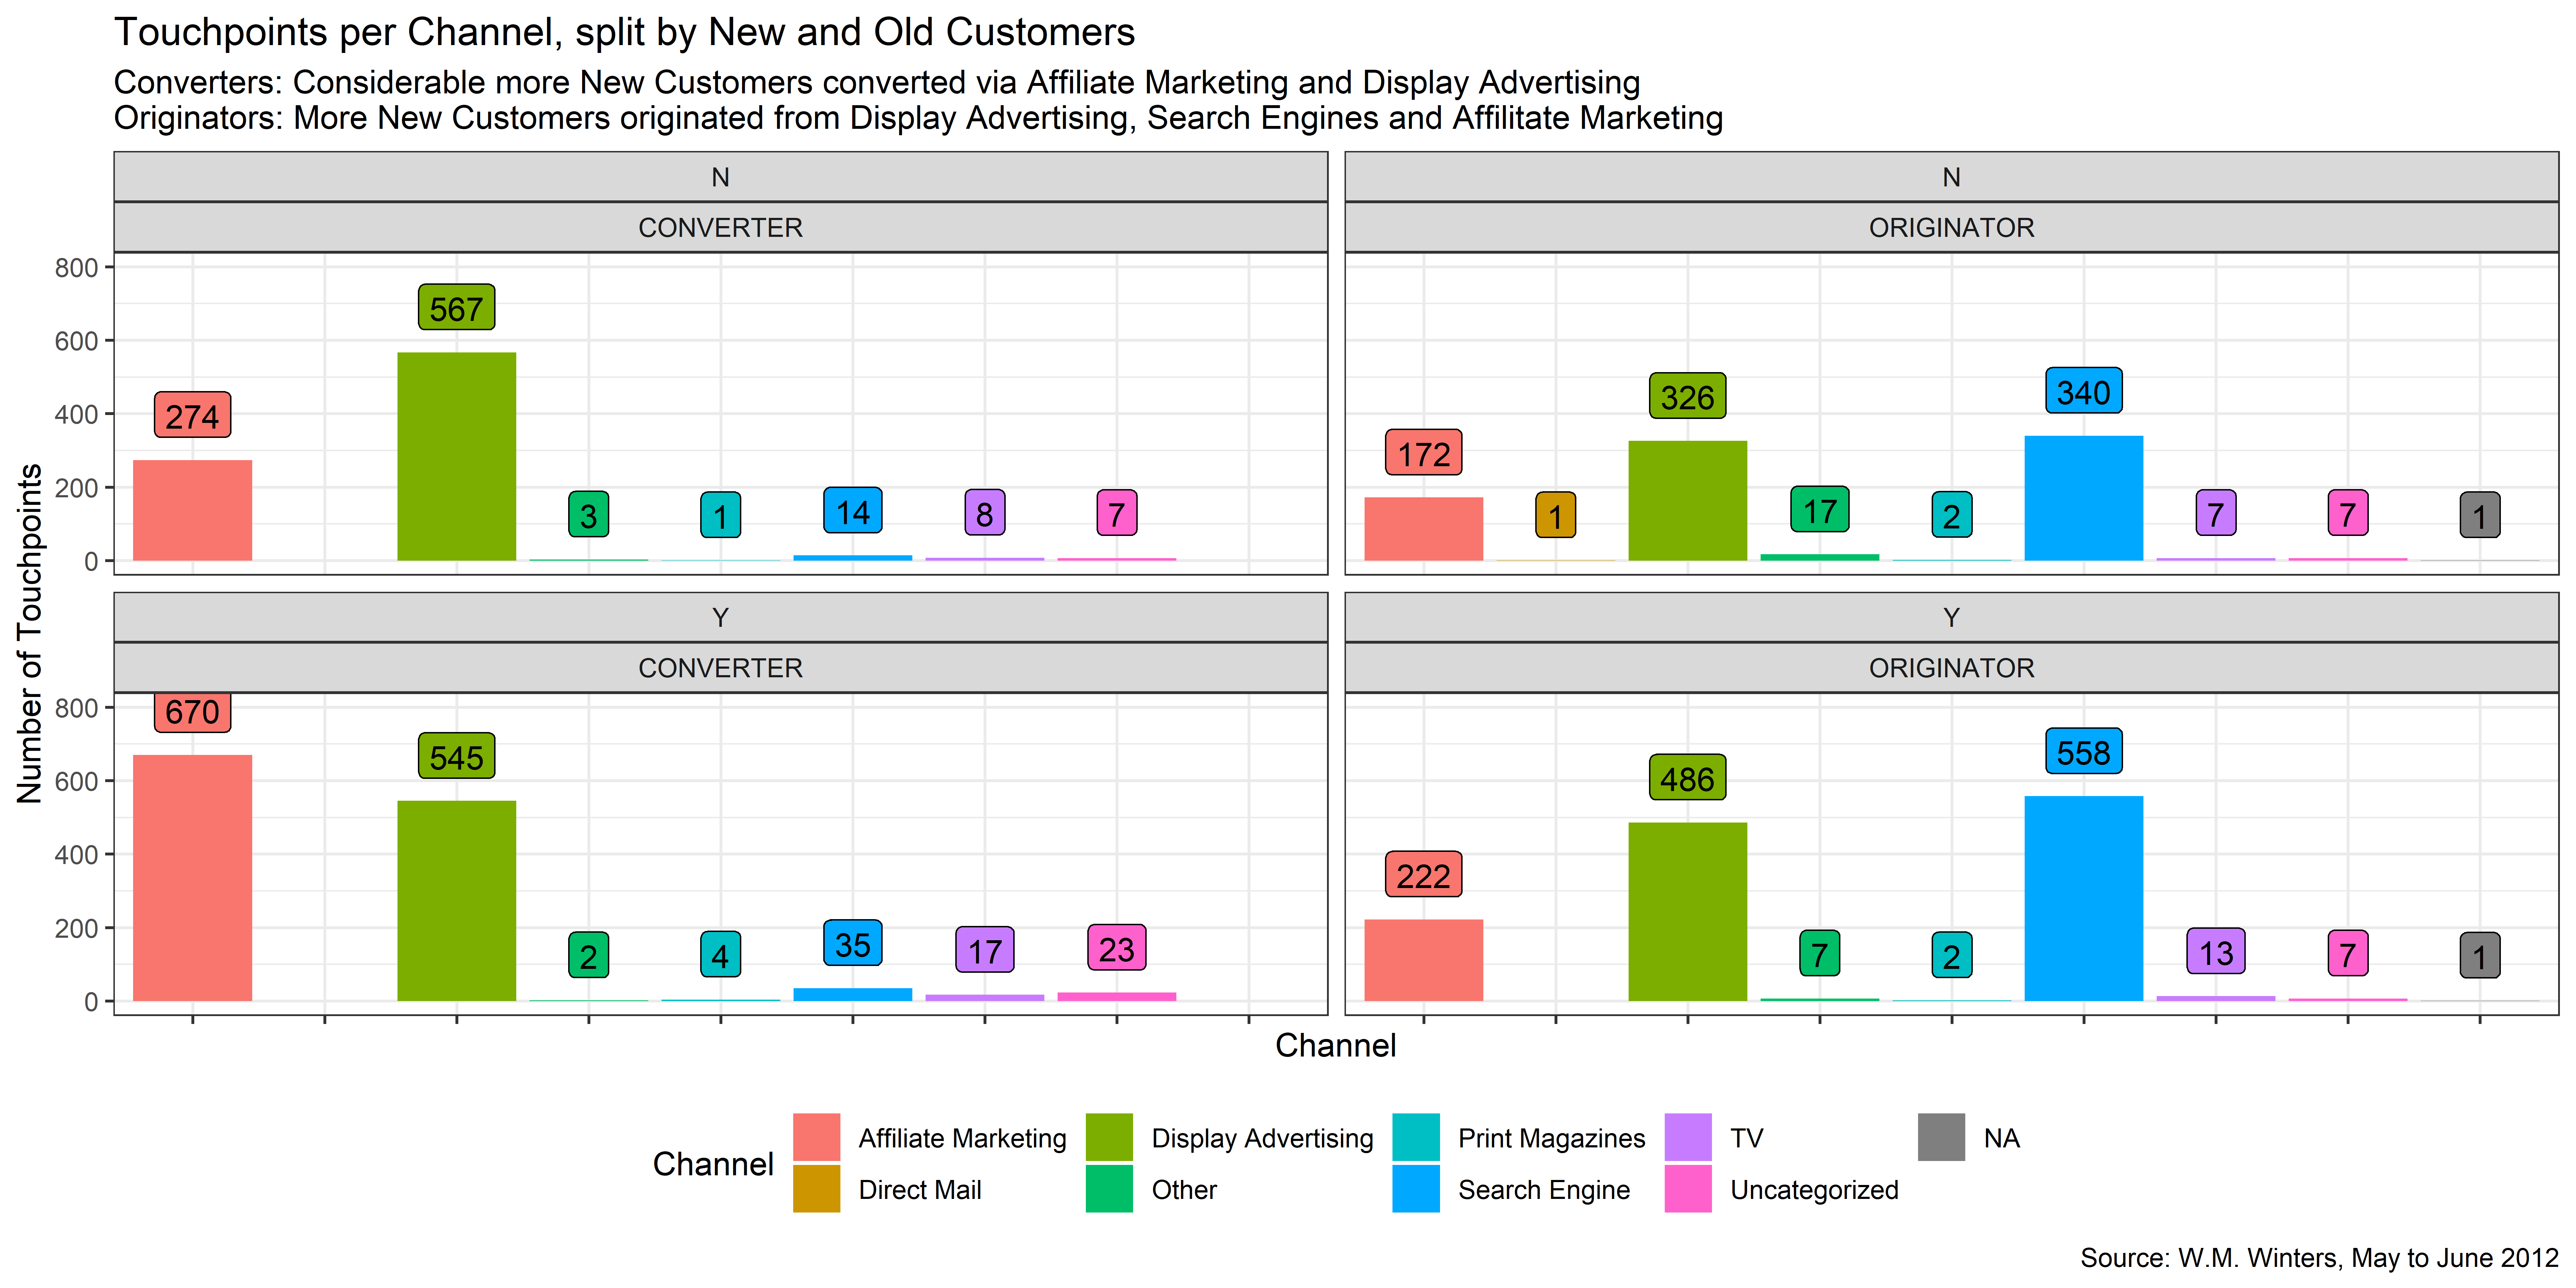 Touchpoints per Channel, split by New and Old Customers
Converters: Considerable more New Customers converted via Affiliate Marketing and Display Advertising
Originators: More New Customers originated from Display Advertising, Search Engines and Affilitate Marketing
N
CONVERTER
N
ORIGINATOR
Number of Touchpoints
800
600
400
200
0
274
567
3
1
14
8
7
172
1
326
17
2
340
7
7
1
Y
CONVERTER
Y
ORIGINATOR
800
600
400
200
0
670
545
2
4
35
17
23
222
486
7
2
558
13
7
1
Channel
Channel
Affiliate Marketing
Display Advertising
Print Magazines
TV
NA
Direct Mail
Other
Search Engine
Uncategorized
Source: W.M. Winters, May to June 2012